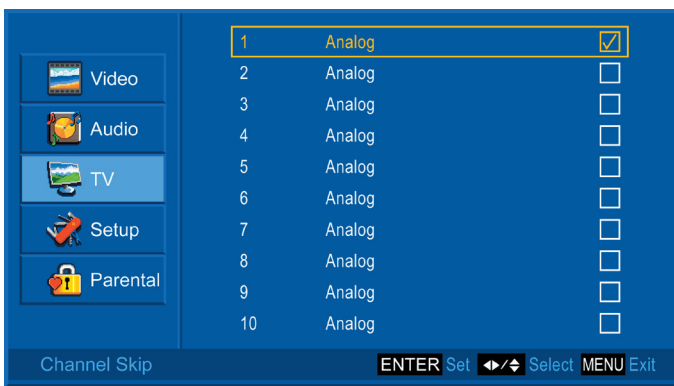 Video
Audio
TV
Setup
Parental
1 Analog
2 Analog
3 Analog
4 Analog
5 Analog
6 Analog
7 Analog
8 Analog
9 Analog
10 Analog
Channel Skip
ENTER Set Select MENU Exit